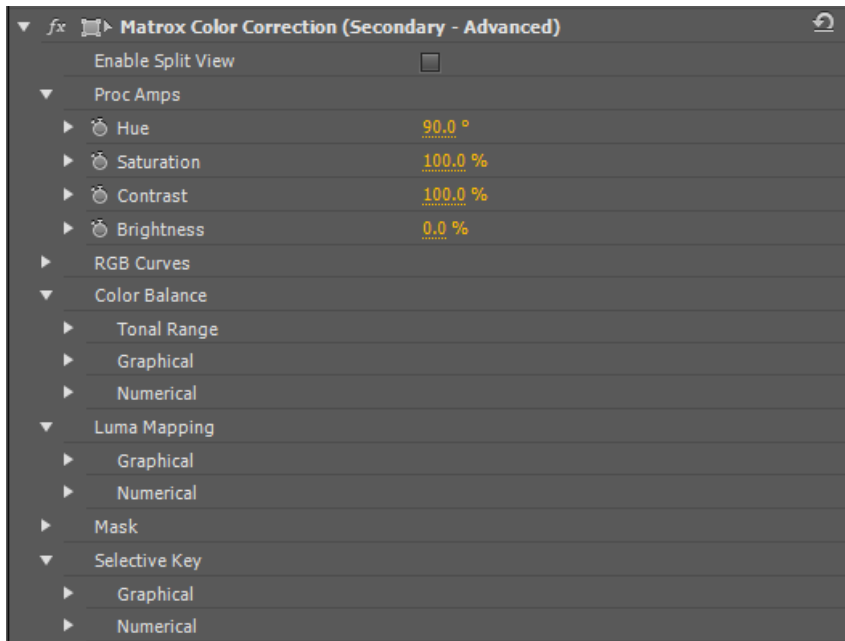 fx Matrox Color Correction (Secondary - Advanced)
Enable Split View
Proc Amps
Hue 90.0 °
Saturation 100.0 %
Contrast 100.0 %
Brightness 0.0 %
RGB Curves
Color Balance
Tonal Range
Graphical
Numerical
Luma Mapping
Graphical
Numerical
Mask
Selective Key
Graphical
Numerical